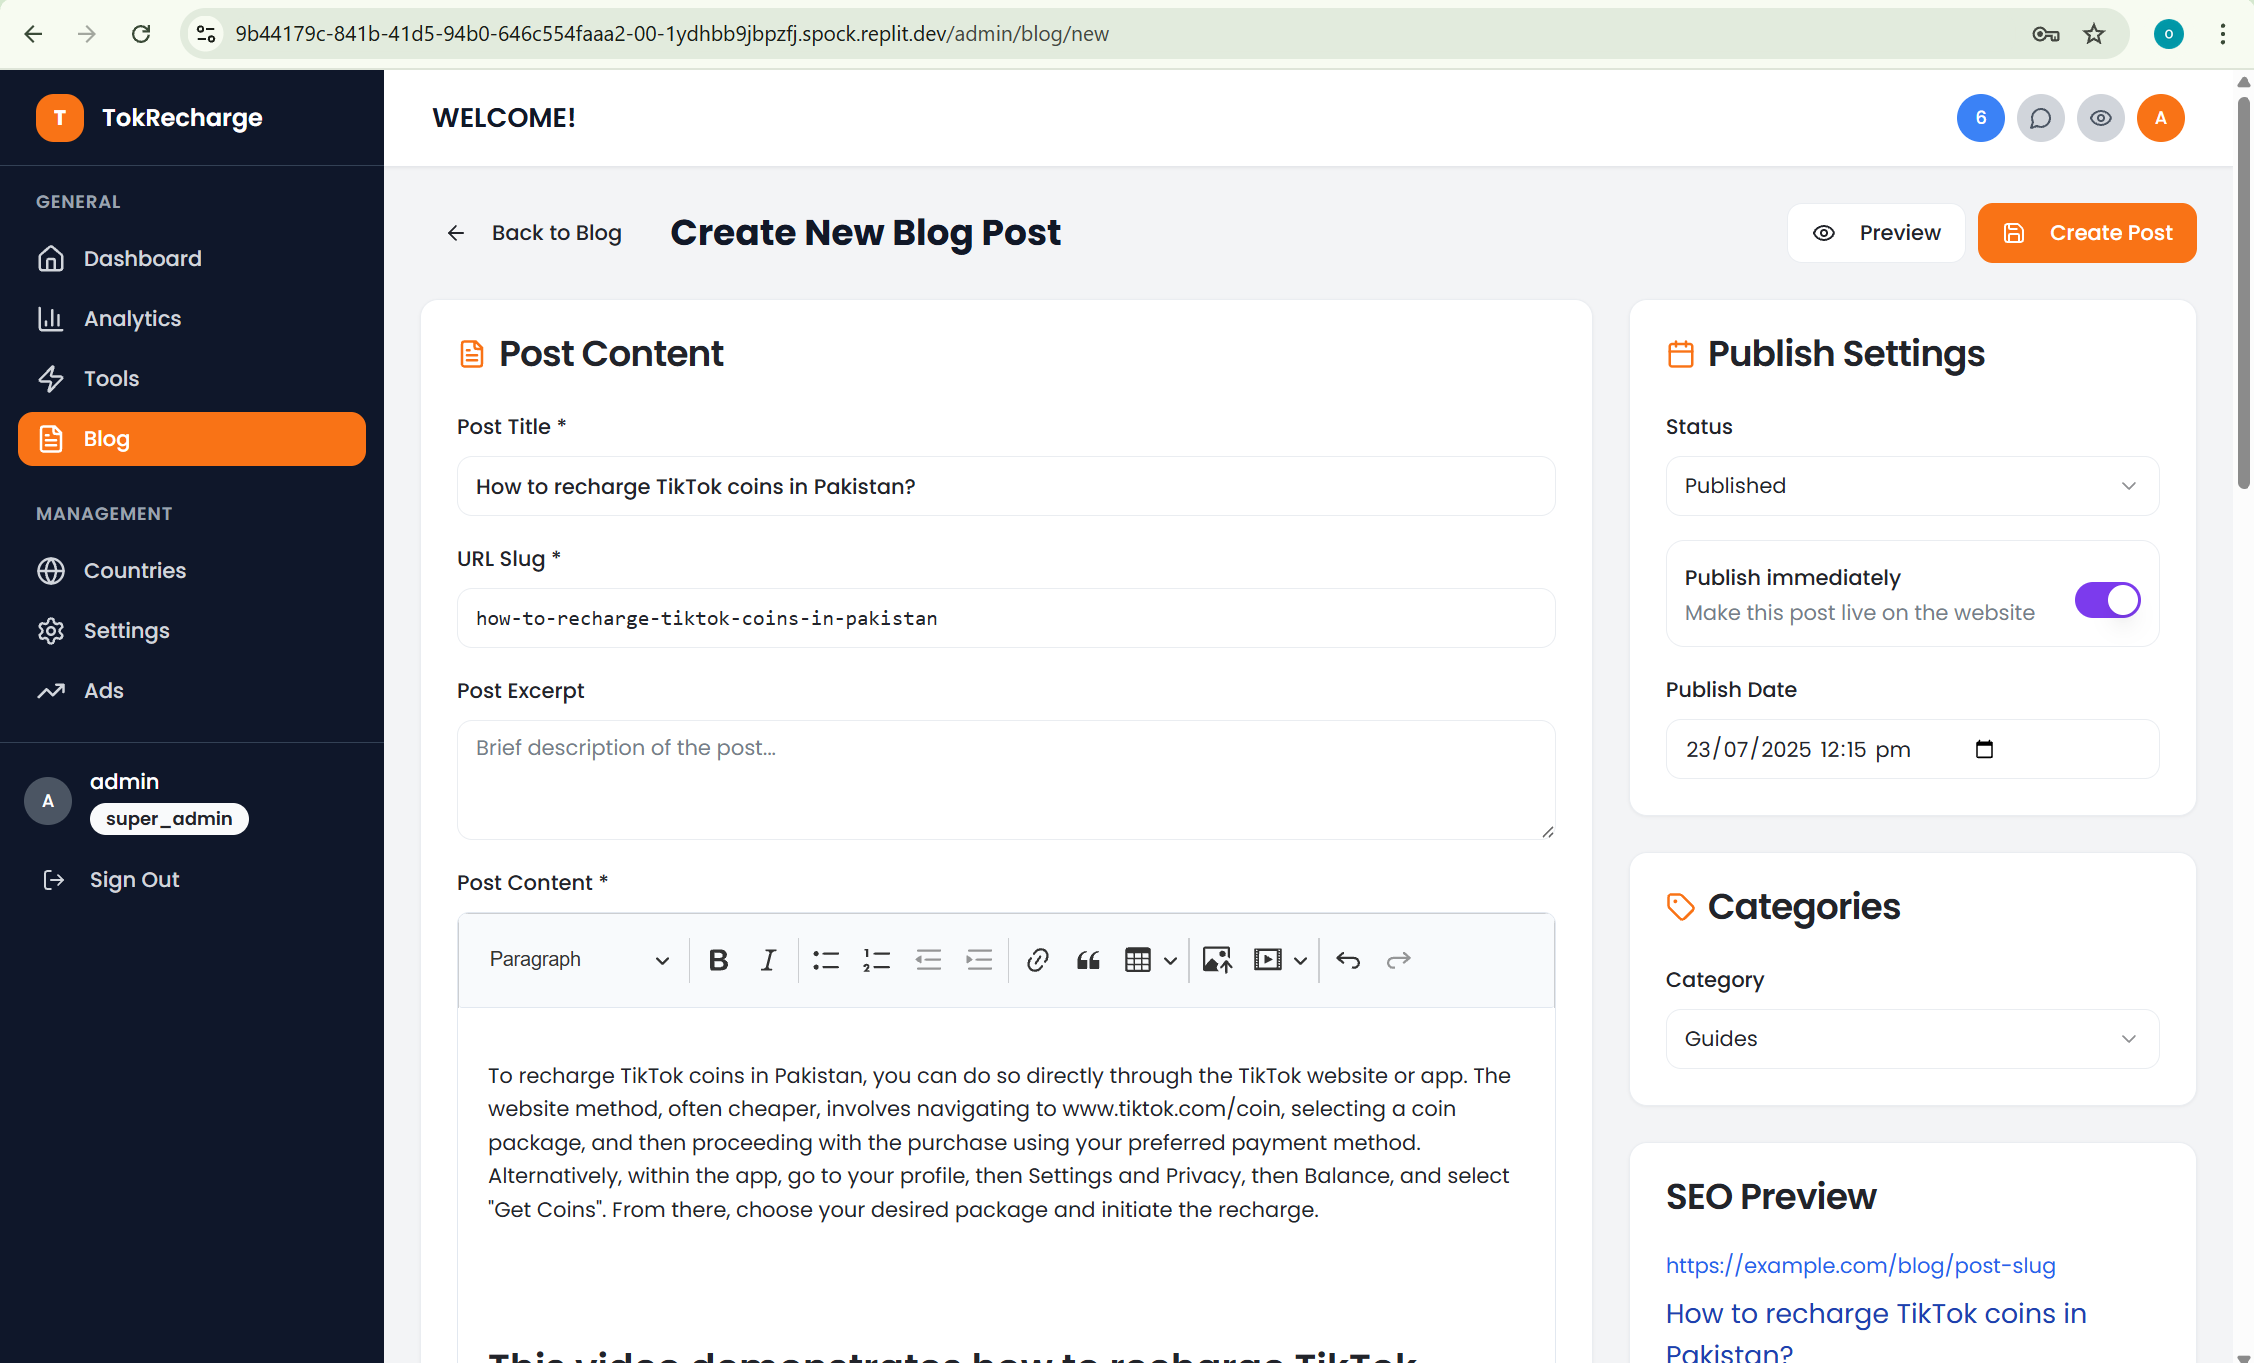 9b44179c-841b-41d5-94b0-646c554faaa2-00-1ydhbb9jbpzfj.spock.replit.dev/admin/blog/new
O
T
TokRecharge
GENERAL
Dashboard
Analytics
Tools
Blog
MANAGEMENT
Countries
Settings
Ads
A
admin
super_admin
Sign Out
WELCOME!
6
A
Back to Blog
Create New Blog Post
Preview
Create Post
Post Content
Post Title *
How to recharge TikTok coins in Pakistan?
URL Slug *
how-to-recharge-tiktok-coins-in-pakistan
Post Excerpt
Brief description of the post...
Post Content *
Paragraph
To recharge TikTok coins in Pakistan, you can do so directly through the TikTok website or app. The
website method, often cheaper, involves navigating to www.tiktok.com/coin, selecting a coin
package, and then proceeding with the purchase using your preferred payment method.
Alternatively, within the app, go to your profile, then Settings and Privacy, then Balance, and select
"Get Coins". From there, choose your desired package and initiate the recharge.
This video demonstrates how to recharge TikTok
Publish Settings
Status
Published
Publish immediately
Make this post live on the website
Publish Date
23/07/2025 12:15 pm
Categories
Category
Guides
SEO Preview
https://example.com/blog/post-slug
How to recharge TikTok coins in
Pakistan?